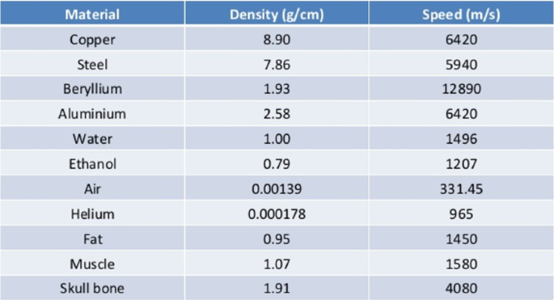 Material Density (g/cm) Speed (m/s)
Copper 8.90 6420
Steel 7.86 5940
Beryllium 1.93 12890
Aluminium 2.58 6420
Water 1.00 1496
Ethanol 0.79 1207
Air 0.00139 331.45
Helium 0.000178 965
Fat 0.95 1450
Muscle 1.07 1580
Skull bone 1.91 4080